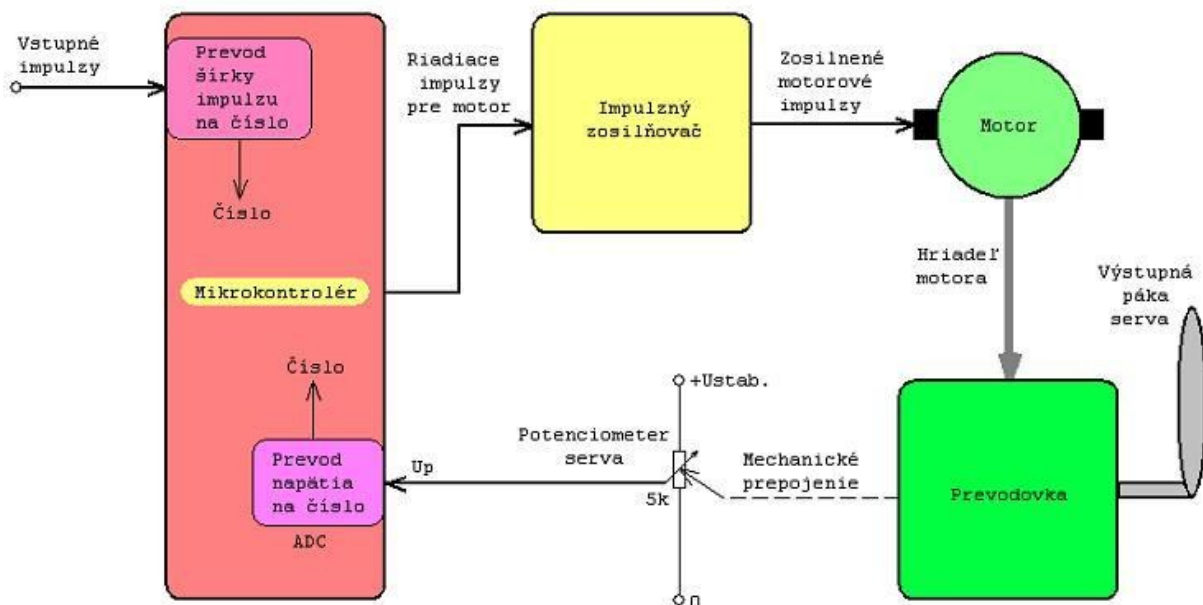 Vstupné
impulzy
Prevod
šírky
impulzu
na číslo
Číslo
Mikrokontrolér
Číslo
Prevod
napätia
na číslo
ADC
Riadiace
impulzy
pre motor
Impulzný
zosilňovač
Zosilnené
motorové
impulzy
Motor
Hriadeľ
motora
Výstupná
páka
serva
+Ustab.
Potenciometer
serva
Up
5k
Mechanické
prepojenie
Prevodovka
0